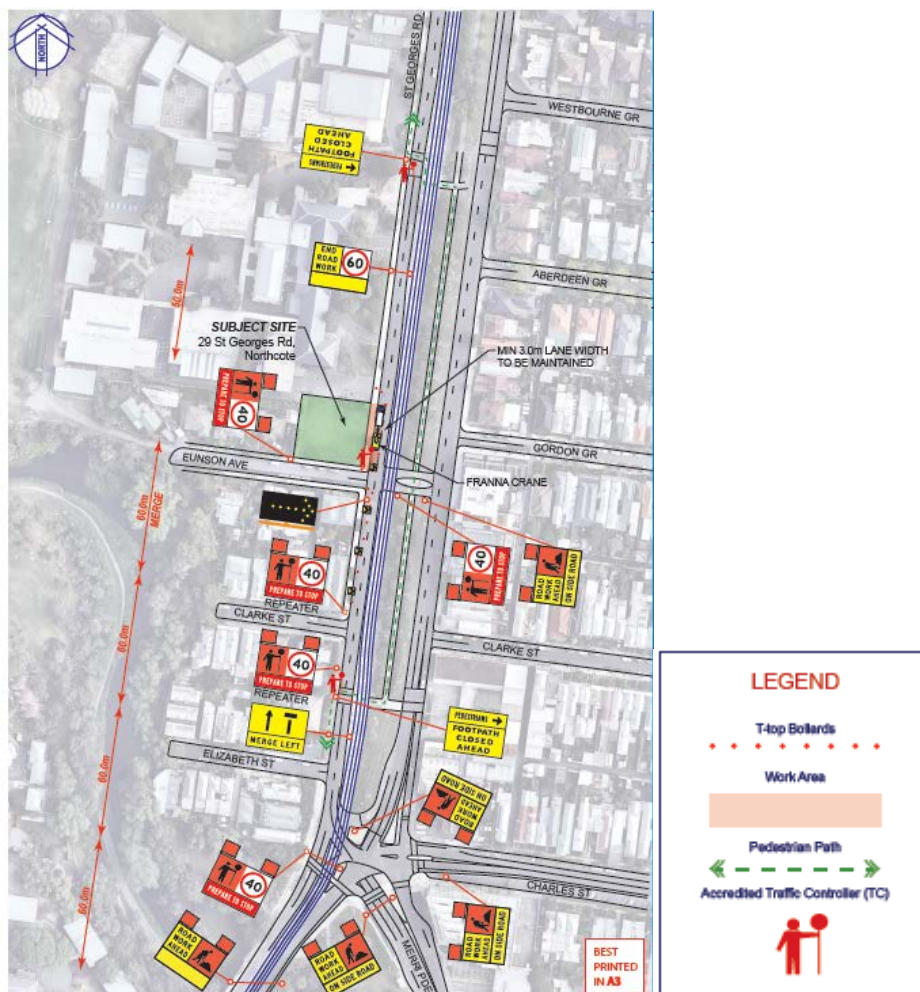 NORTH
ST GEORGES RD
WESTBOURNE GR
PEDESTRIANS
FOOTPATH
CLOSED
AHEAD
END
ROAD
WORK
60
ABERDEEN GR
50.0m
SUBJECT SITE
29 St Georges Rd,
Northcote
MIN 3.0m LANE WIDTH
TO BE MAINTAINED
PREPARE TO STOP
40
EUNSON AVE
GORDON GR
FRANNA CRANE
60.0m
MERGE
40
PREPARE TO STOP
REPEATER
40
PREPARE TO STOP
ROAD
WORK
AHEAD
ON SIDE ROAD
CLARKE ST
CLARKE ST
60.0m
40
PREPARE TO STOP
REPEATER
MERGE LEFT
PEDESTRIANS
FOOTPATH
CLOSED
AHEAD
ELIZABETH ST
60.0m
ROAD
WORK
AHEAD
ON SIDE ROAD
40
PREPARE TO STOP
CHARLES ST
60.0m
ROAD
WORK
AHEAD
ROAD
WORK
AHEAD
ON SIDE ROAD
MERRI PDE
ROAD
WORK
AHEAD
ON SIDE ROAD
BEST
PRINTED
IN A3
LEGEND
T-top Bollards
Work Area
Pedestrian Path
Accredited Traffic Controller (TC)